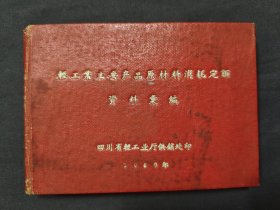 轻工业主要产品原材料消耗定额
资料汇编
四川省轻工业厅供销处印